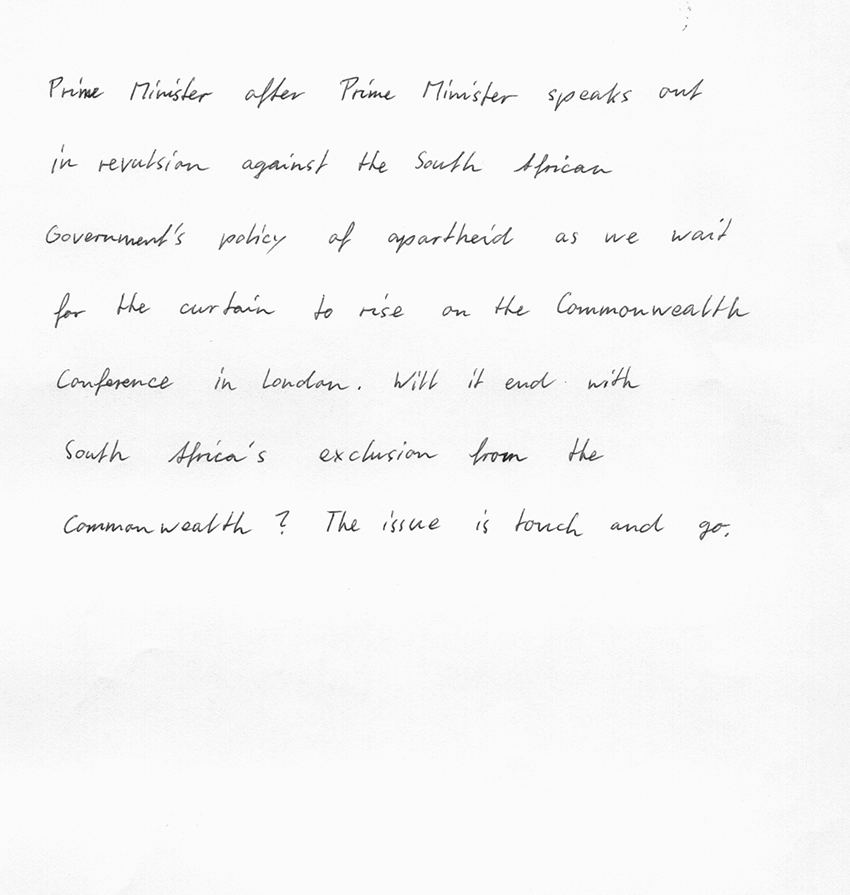 Prime Minister after Prime Minister speaks out
in revulsion against the South African
Government's policy of apartheid as we wait
for the curtain to rise on the Commonwealth
Conference in London. Will it end with
South Africa's exclusion from the
Commonwealth? The issue is touch and go.